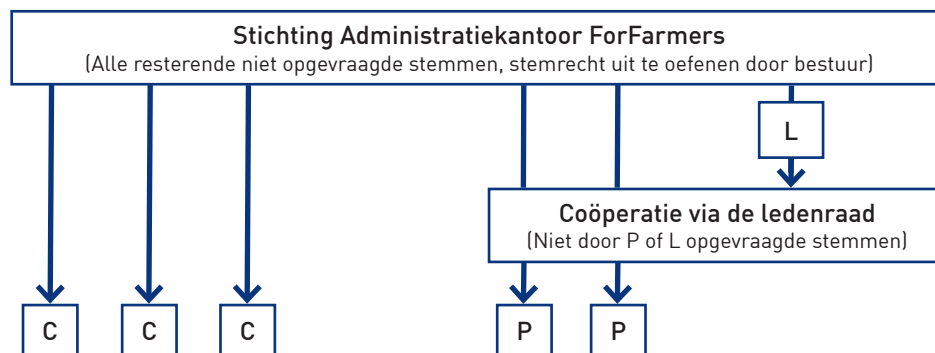 Stichting Administratiekantoor ForFarmers
(Alle resterende niet opgevraagde stemmen, stemrecht uit te oefenen door bestuur)
L
Coöperatie via de ledenraad
(Niet door P of L opgevraagde stemmen)
C C C P P